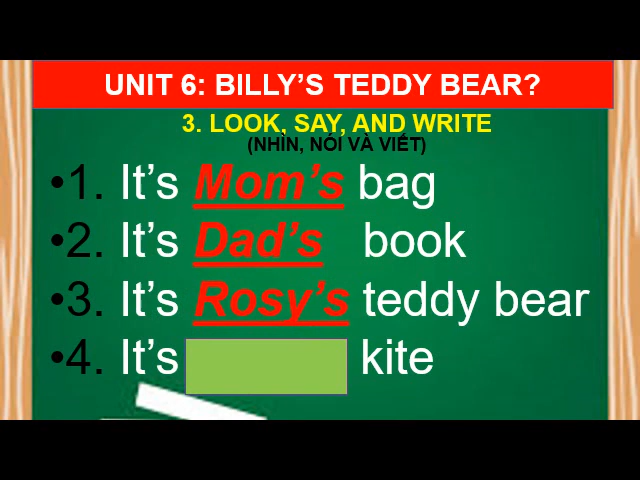 UNIT 6: BILLY’S TEDDY BEAR?
3. LOOK, SAY, AND WRITE
(NHÌN, NÓI VÀ VIẾT)
•1. It’s Mom’s bag
•2. It’s Dad’s book
•3. It’s Rosy’s teddy bear
•4. It’s kite